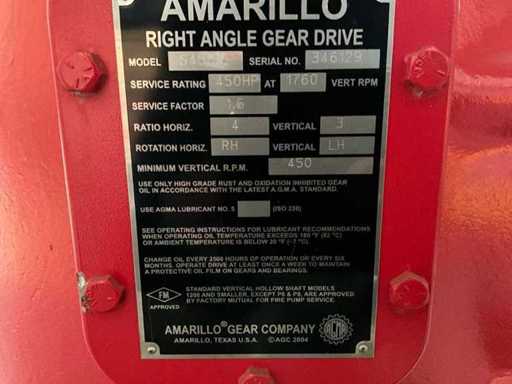 AMARILLO
RIGHT ANGLE GEAR DRIVE
MODEL SERIAL NO. 346129
SERVICE RATING 450HP AT 1760 VERT RPM
SERVICE FACTOR 1.6
RATIO HORIZ. 4 VERTICAL 3
ROTATION HORIZ. RH VERTICAL LH
MINIMUM VERTICAL R.P.M. 450
USE ONLY HIGH GRADE RUST AND OXIDATION INHIBITED GEAR
OIL IN ACCORDANCE WITH THE LATEST A.G.M.A. STANDARD.
USE AGMA LUBRICANT NO. 5 (ISO 220)
SEE OPERATING INSTRUCTIONS FOR LUBRICANT RECOMMENDATIONS
WHEN OPERATING OIL TEMPERATURE EXCEEDS 180 °F (82 °C)
OR AMBIENT TEMPERATURE IS BELOW 20 °F (-7 °C).
CHANGE OIL EVERY 2500 HOURS OF OPERATION OR EVERY SIX
MONTHS. OPERATE DRIVE AT LEAST ONCE A WEEK TO MAINTAIN
A PROTECTIVE OIL FILM ON GEARS AND BEARINGS.
FM
APPROVED
STANDARD VERTICAL HOLLOW SHAFT MODELS
1200 AND SMALLER, EXCEPT P6 & P8, ARE APPROVED
BY FACTORY MUTUAL FOR FIRE PUMP SERVICE.
AMARILLO® GEAR COMPANY
AMARILLO, TEXAS U.S.A. ©AGC 2004
AGMA